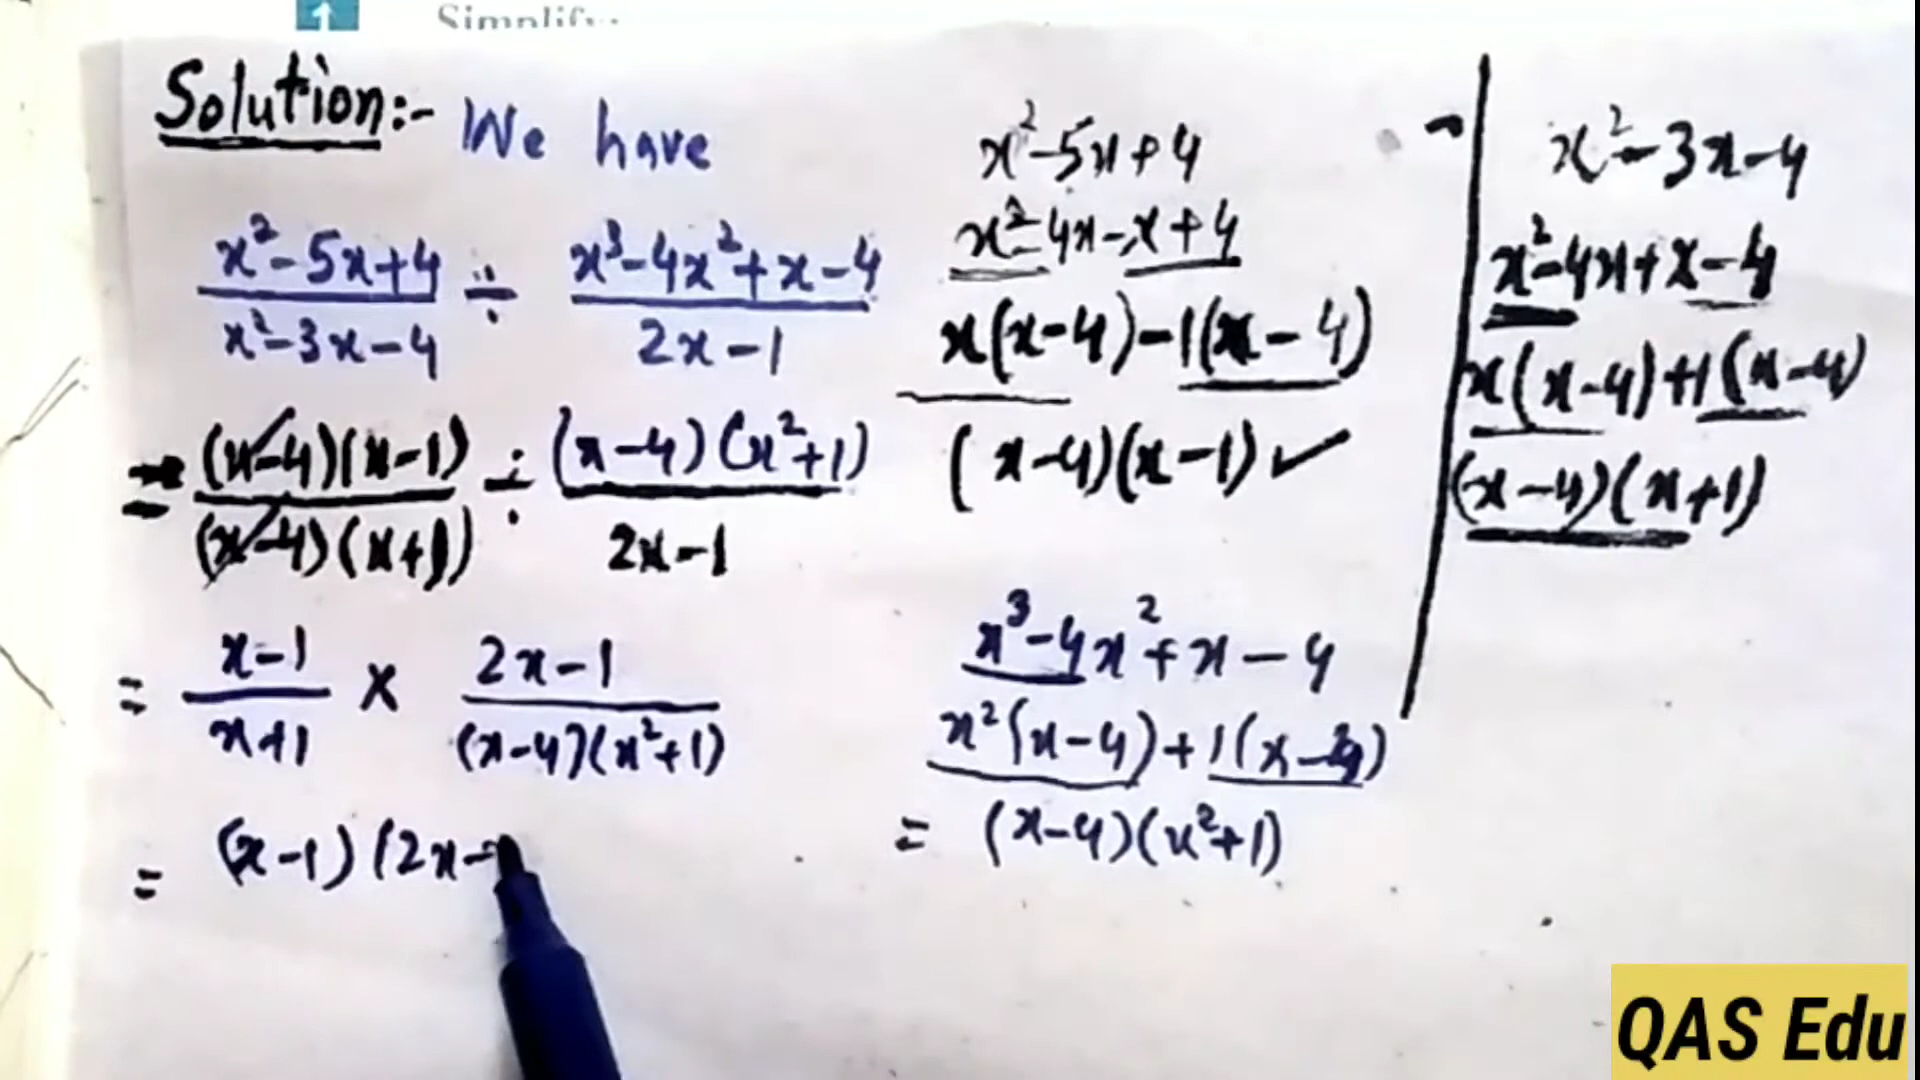 1 Simplify:
Solution:- We have
x² - 5x + 4 / x² - 3x - 4 ÷ x³ - 4x² + x - 4 / 2x - 1
= (x-4)(x-1) / (x-4)(x+1) ÷ (x-4)(x²+1) / 2x-1
= x-1 / x+1 × 2x-1 / (x-4)(x²+1)
= (x-1)(2x-
x² - 5x + 4
x² - 4x - x + 4
x(x-4) - 1(x-4)
(x-4)(x-1) ✓
x³ - 4x² + x - 4
x²(x-4) + 1(x-4)
= (x-4)(x²+1)
x² - 3x - 4
x² - 4x + x - 4
x(x-4) + 1(x-4)
(x-4)(x+1)
QAS Edu